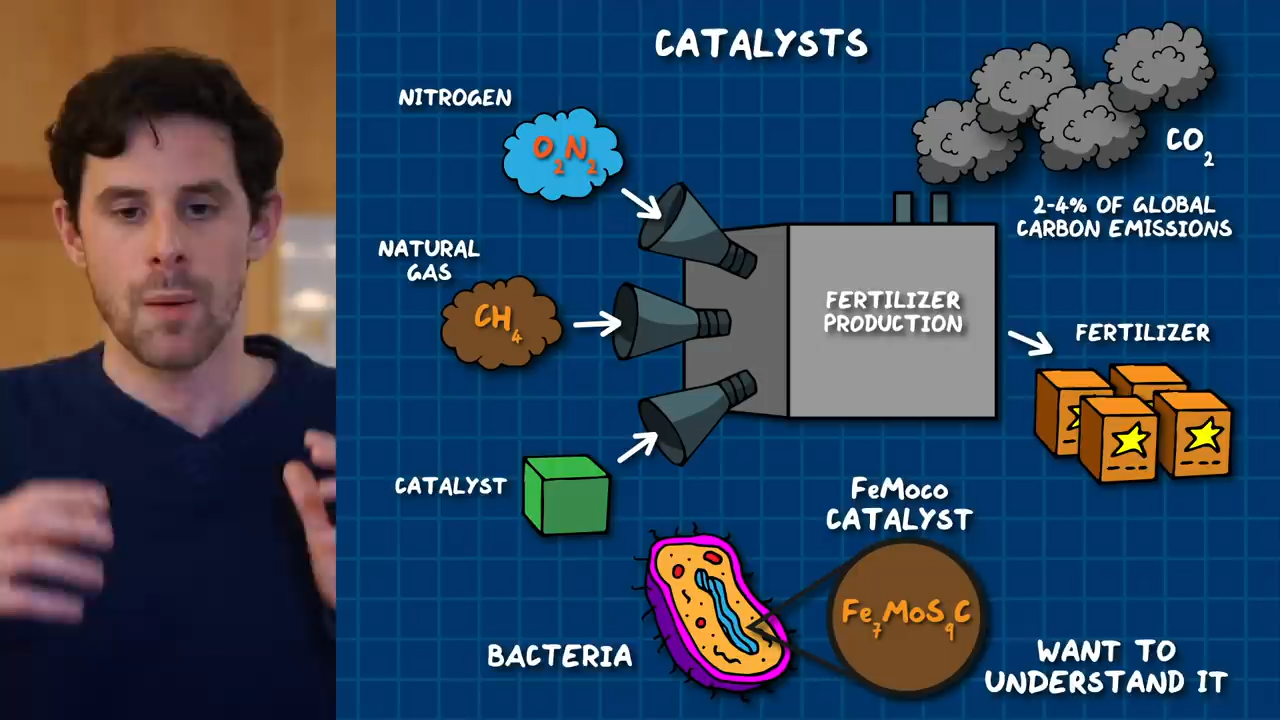 CATALYSTS
NITROGEN
O2N2
CO2
2-4% OF GLOBAL
CARBON EMISSIONS
NATURAL
GAS
CH4
FERTILIZER
PRODUCTION
FERTILIZER
CATALYST
FeMoco
CATALYST
Fe7MoS9C
BACTERIA
WANT TO
UNDERSTAND IT